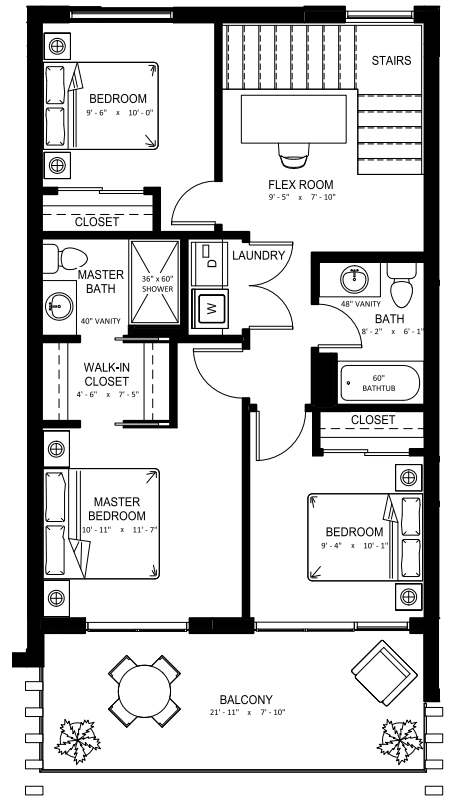 STAIRS
BEDROOM
9' - 6" x 10' - 0"
FLEX ROOM
9' - 5" x 7' - 10"
CLOSET
LAUNDRY
D
W
MASTER
BATH
36" x 60"
SHOWER
40" VANITY
48" VANITY
BATH
8' - 2" x 6' - 1"
WALK-IN
CLOSET
4' - 6" x 7' - 5"
60"
BATHTUB
CLOSET
MASTER
BEDROOM
10' - 11" x 11' - 7"
BEDROOM
9' - 4" x 10' - 1"
BALCONY
21' - 11" x 7' - 10"